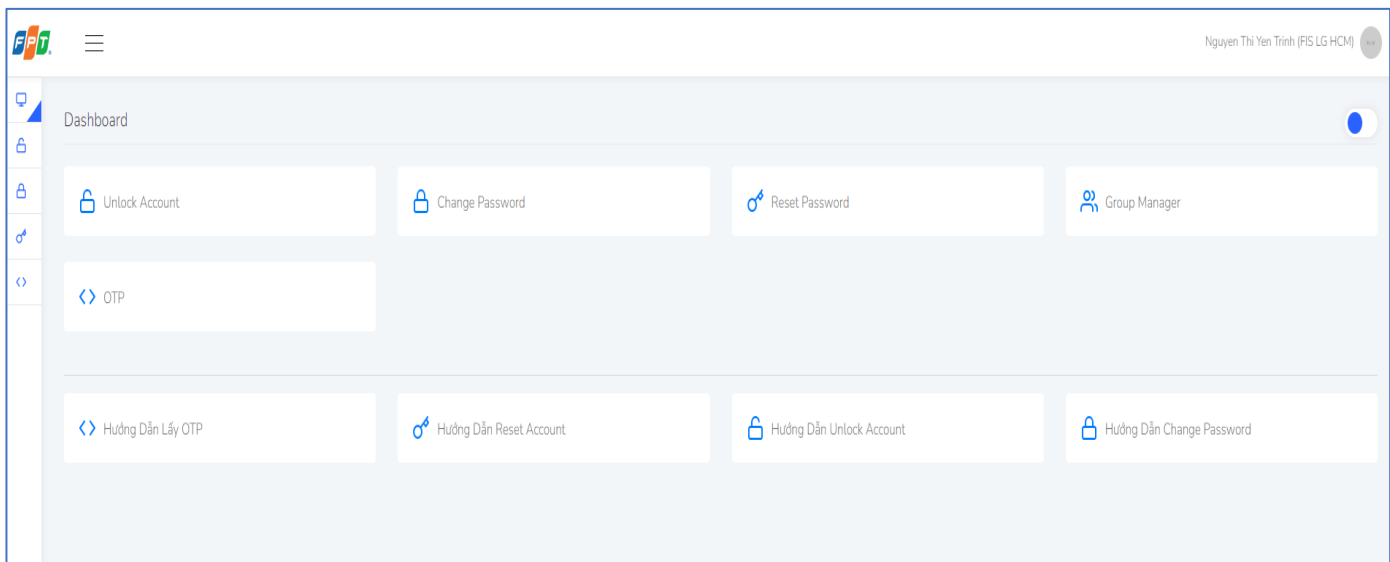 FPT
Nguyen Thi Yen Trinh (FIS LG HCM)
Dashboard
Unlock Account
Change Password
Reset Password
Group Manager
OTP
Hướng Dẫn Lấy OTP
Hướng Dẫn Reset Account
Hướng Dẫn Unlock Account
Hướng Dẫn Change Password